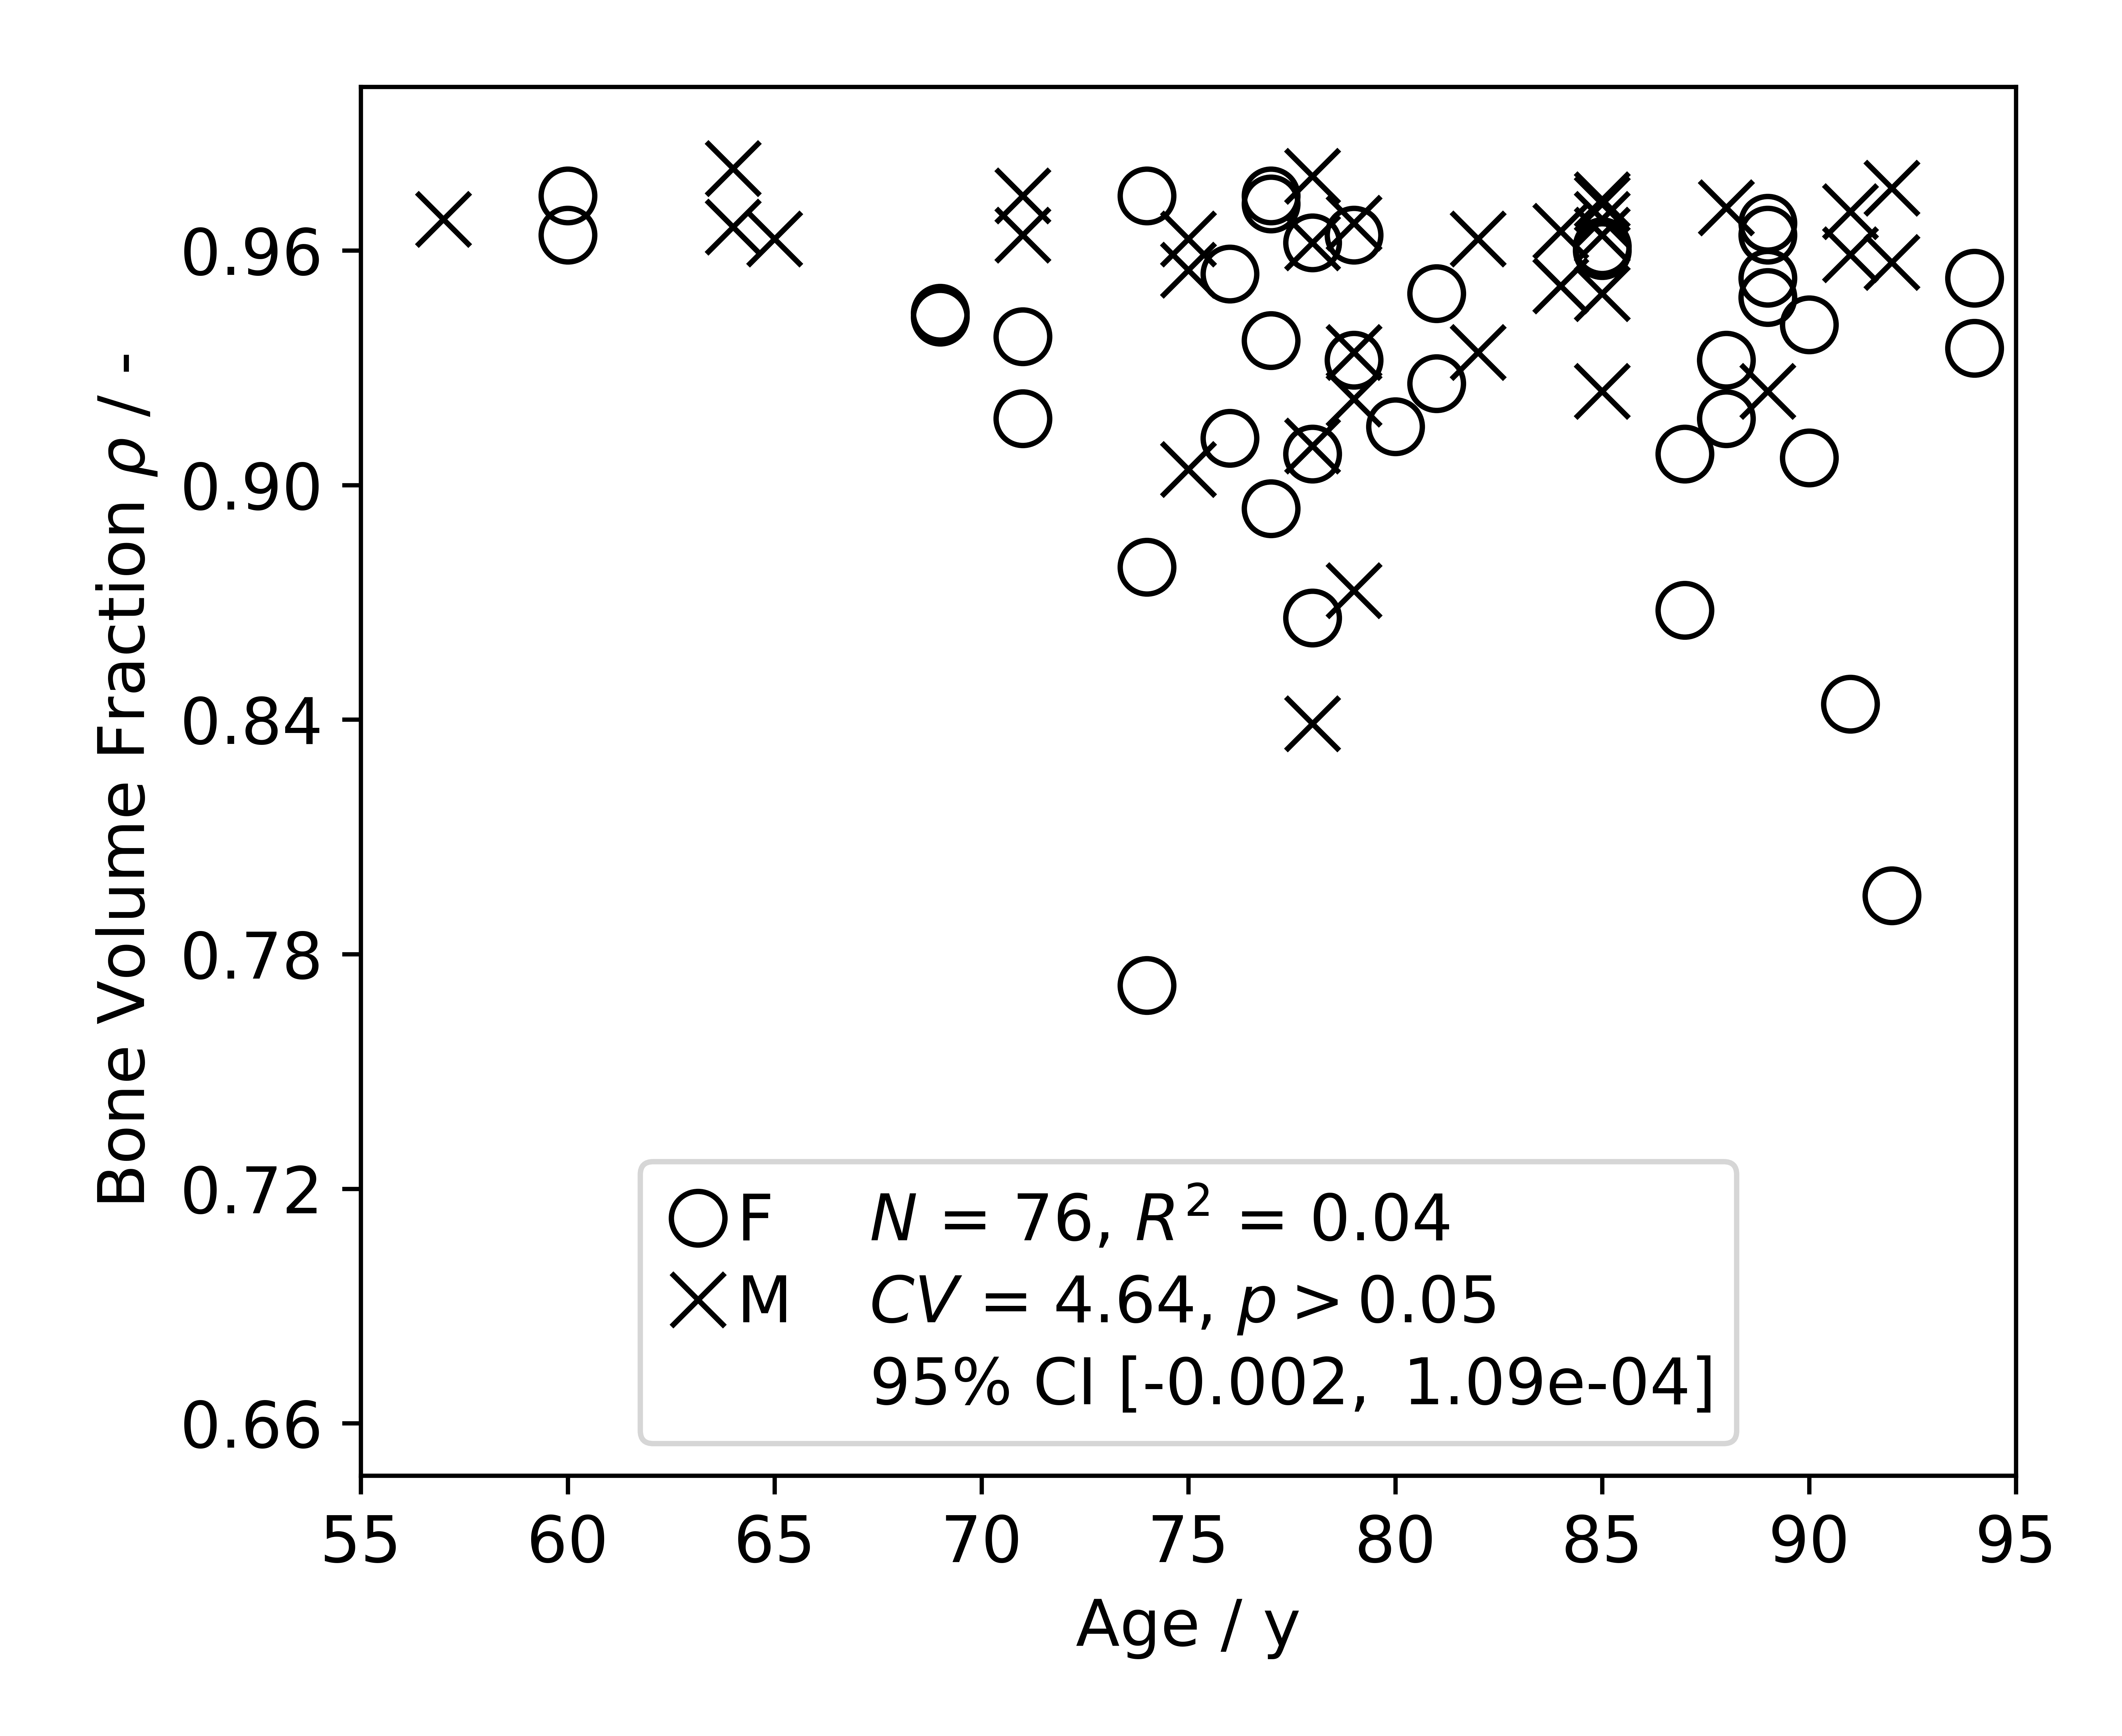 Bone Volume Fraction ρ / -
0.96
0.90
0.84
0.78
0.72
0.66
F N = 76, R² = 0.04
M CV = 4.64, p > 0.05
95% CI [-0.002, 1.09e-04]
55 60 65 70 75 80 85 90 95
Age / y